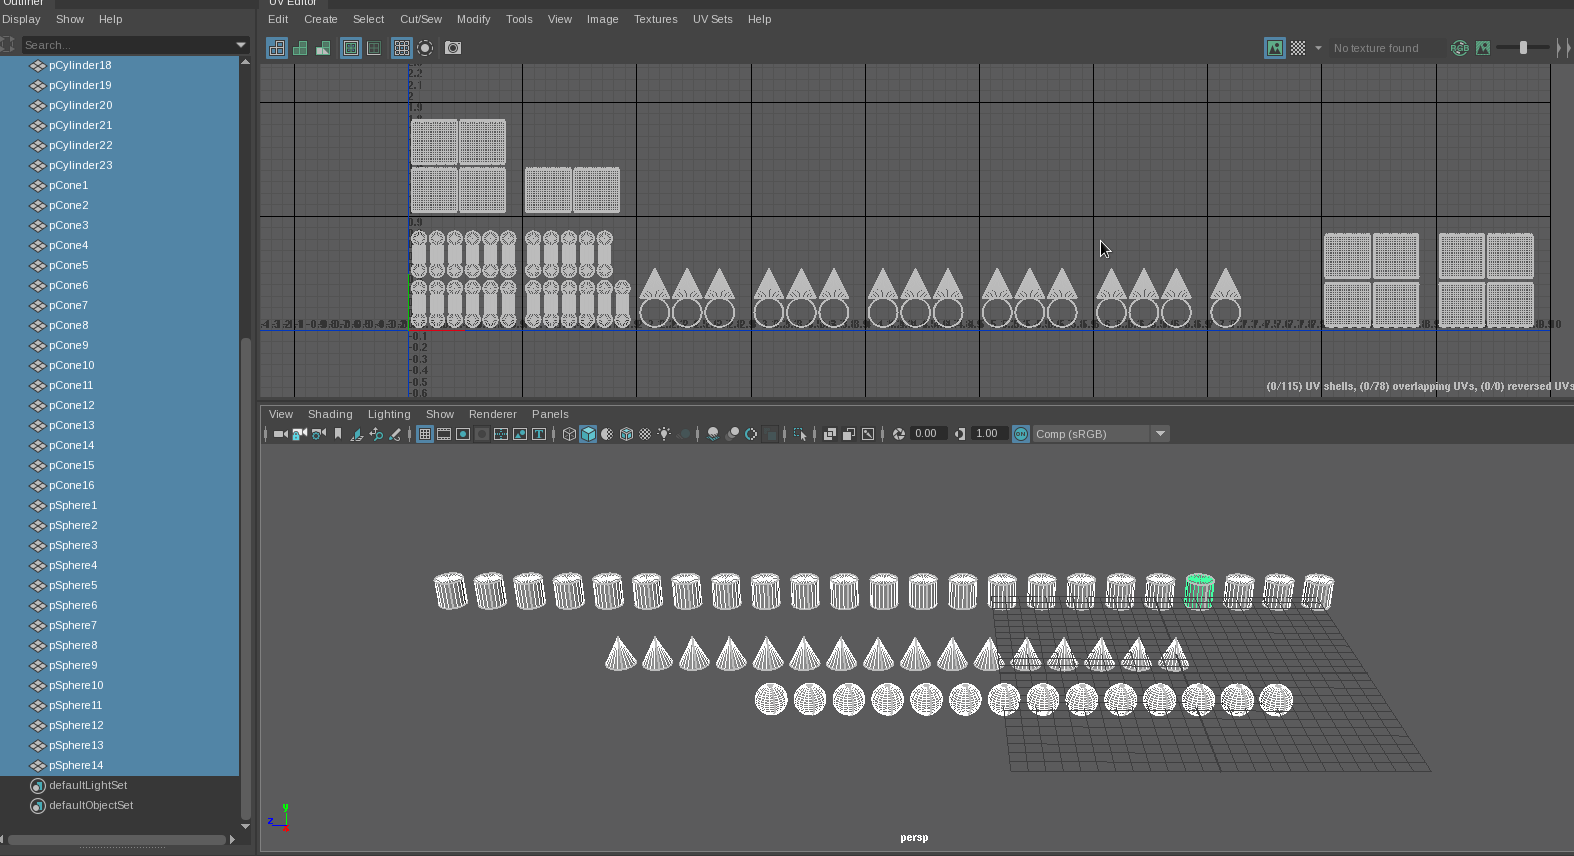 Outliner
Display Show Help
Search...
pCylinder18
pCylinder19
pCylinder20
pCylinder21
pCylinder22
pCylinder23
pCone1
pCone2
pCone3
pCone4
pCone5
pCone6
pCone7
pCone8
pCone9
pCone10
pCone11
pCone12
pCone13
pCone14
pCone15
pCone16
pSphere1
pSphere2
pSphere3
pSphere4
pSphere5
pSphere6
pSphere7
pSphere8
pSphere9
pSphere10
pSphere11
pSphere12
pSphere13
pSphere14
defaultLightSet
defaultObjectSet
UV Editor
Edit Create Select Cut/Sew Modify Tools View Image Textures UV Sets Help
No texture found
RGB
2.2
2.1
2
1.9
0.9
-0.1
-0.2
-0.3
-0.4
-0.5
-0.6
10
(0/115) UV shells, (0/78) overlapping UVs, (0/0) reversed UVs
View Shading Lighting Show Renderer Panels
0.00 1.00 ON Comp (sRGB)
y
z
x
persp